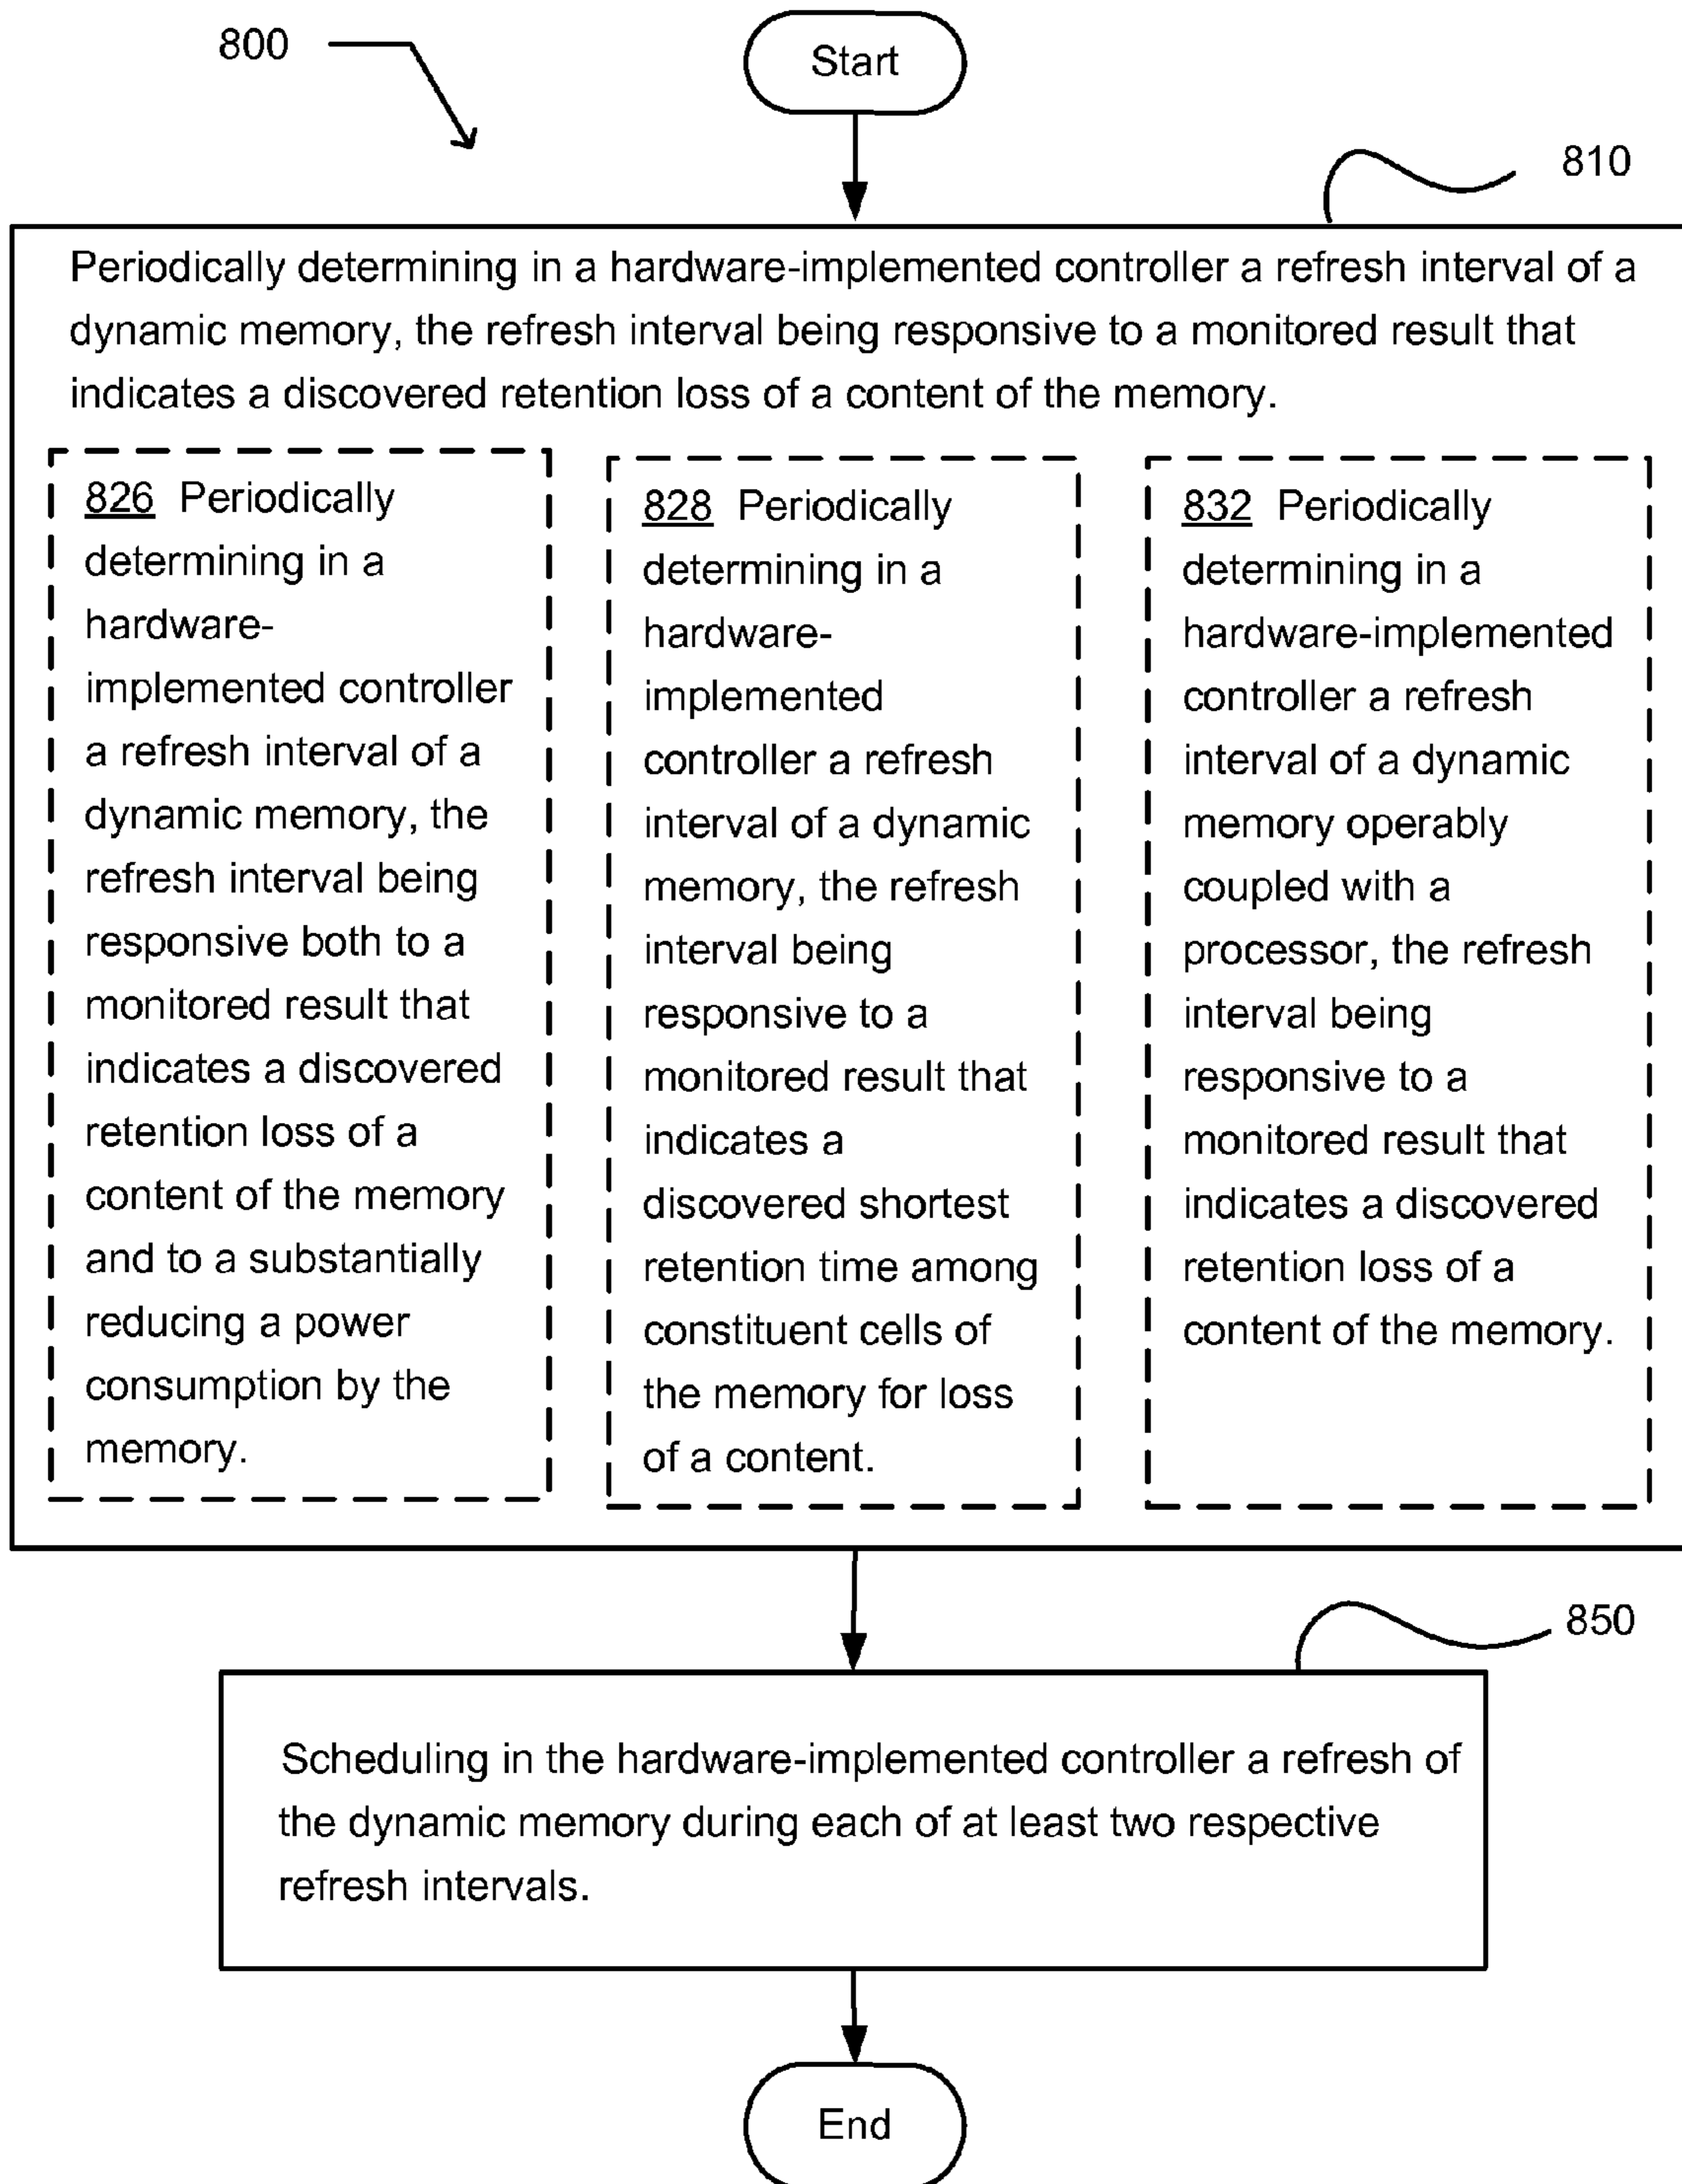 800
Start
810
Periodically determining in a hardware-implemented controller a refresh interval of a
dynamic memory, the refresh interval being responsive to a monitored result that
indicates a discovered retention loss of a content of the memory.
826 Periodically
determining in a
hardware-
implemented controller
a refresh interval of a
dynamic memory, the
refresh interval being
responsive both to a
monitored result that
indicates a discovered
retention loss of a
content of the memory
and to a substantially
reducing a power
consumption by the
memory.
828 Periodically
determining in a
hardware-
implemented
controller a refresh
interval of a dynamic
memory, the refresh
interval being
responsive to a
monitored result that
indicates a
discovered shortest
retention time among
constituent cells of
the memory for loss
of a content.
832 Periodically
determining in a
hardware-implemented
controller a refresh
interval of a dynamic
memory operably
coupled with a
processor, the refresh
interval being
responsive to a
monitored result that
indicates a discovered
retention loss of a
content of the memory.
850
Scheduling in the hardware-implemented controller a refresh of
the dynamic memory during each of at least two respective
refresh intervals.
End